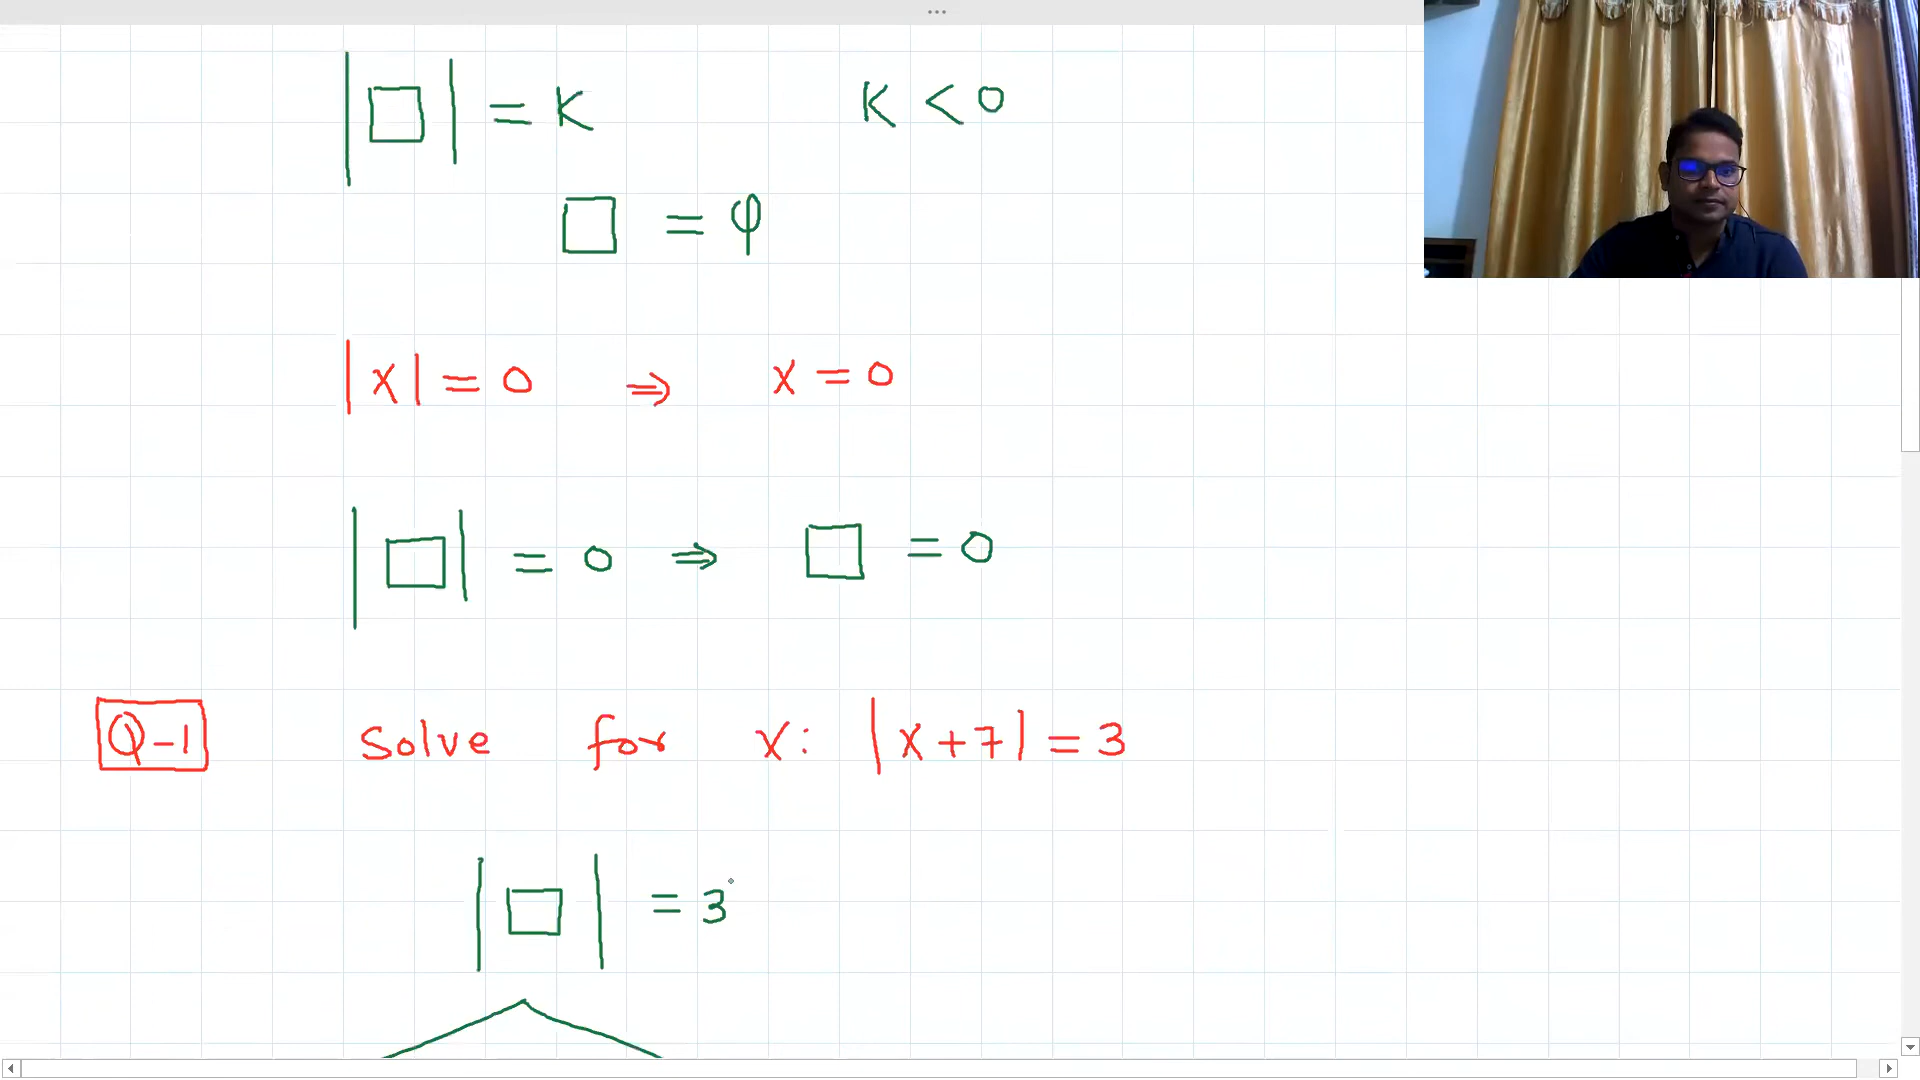 |□| = K K < 0
□ = φ
|x| = 0 ⇒ x = 0
|□| = 0 ⇒ □ = 0
Q-1 Solve for x: |x+7| = 3
|□| = 3